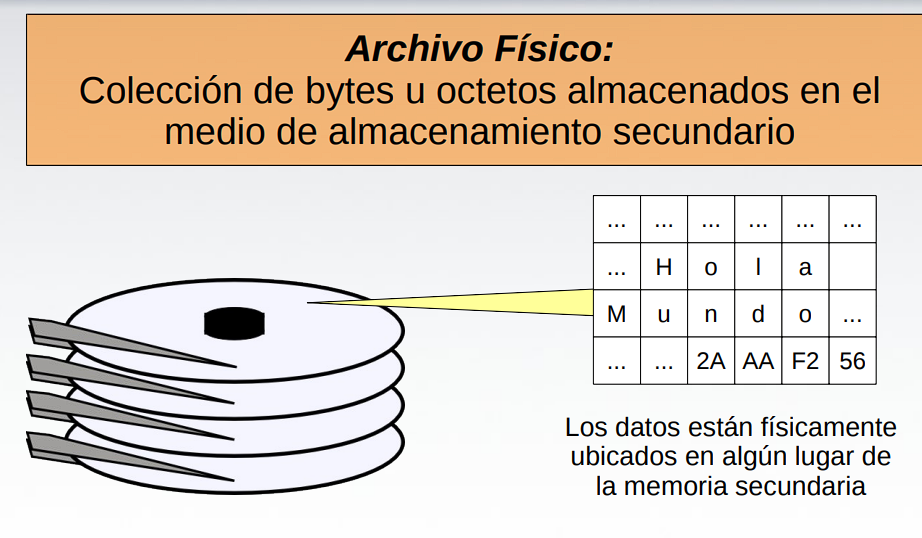 Archivo Físico:
Colección de bytes u octetos almacenados en el
medio de almacenamiento secundario
... ... ... ... ... ...
... H o l a
M u n d o ...
... ... 2A AA F2 56
Los datos están físicamente
ubicados en algún lugar de
la memoria secundaria